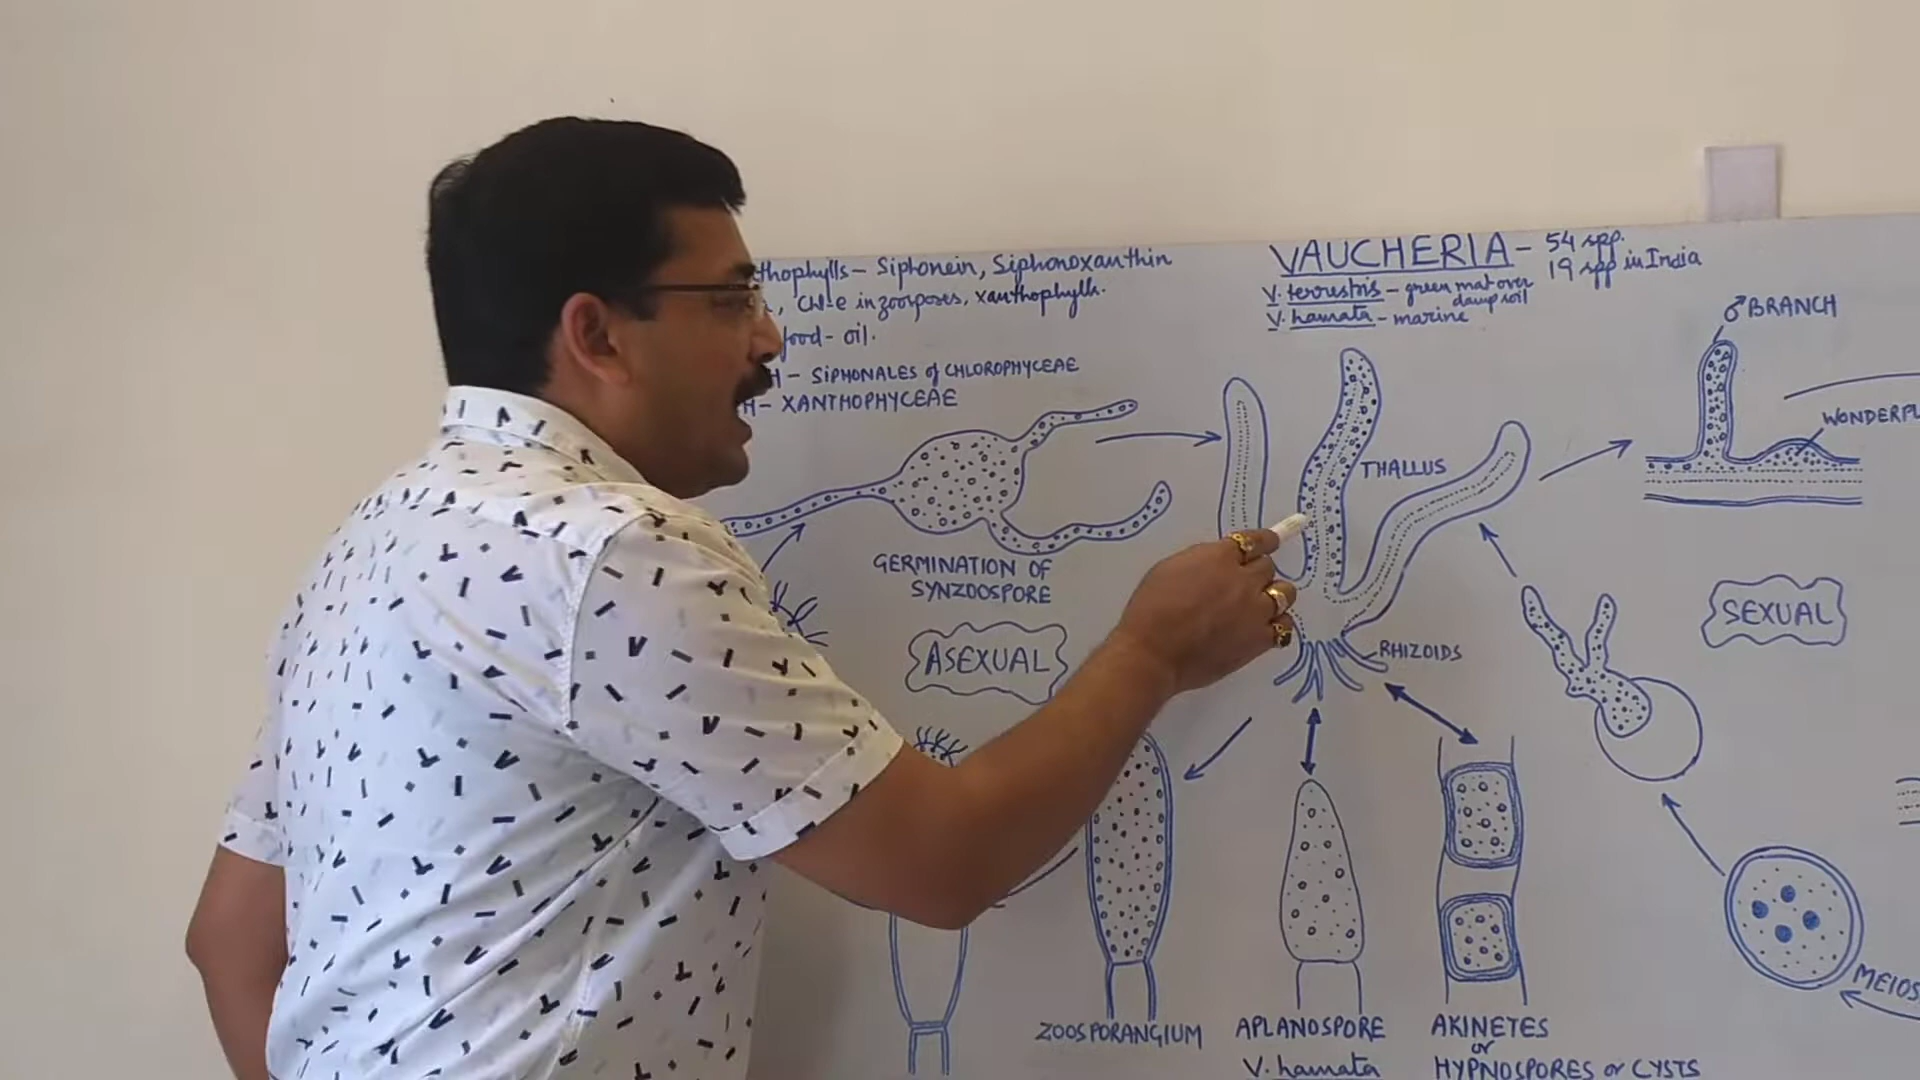 thophylls- Siphonein, Siphonoxanthin
, Chl-e in zoospores, xanthophylls.
food- oil.
H- SIPHONALES of CHLOROPHYCEAE
H- XANTHOPHYCEAE
VAUCHERIA- 54 spp.
19 spp in India
V. terrestris - green mat over
damp soil
V. hamata - marine
♂ BRANCH
WONDERPL
THALLUS
GERMINATION OF
SYNZOOSPORE
ASEXUAL
RHIZOIDS
SEXUAL
MEIOS
ZOOSPORANGIUM
APLANOSPORE
V. hamata
AKINETES
or
HYPNOSPORES or CYSTS